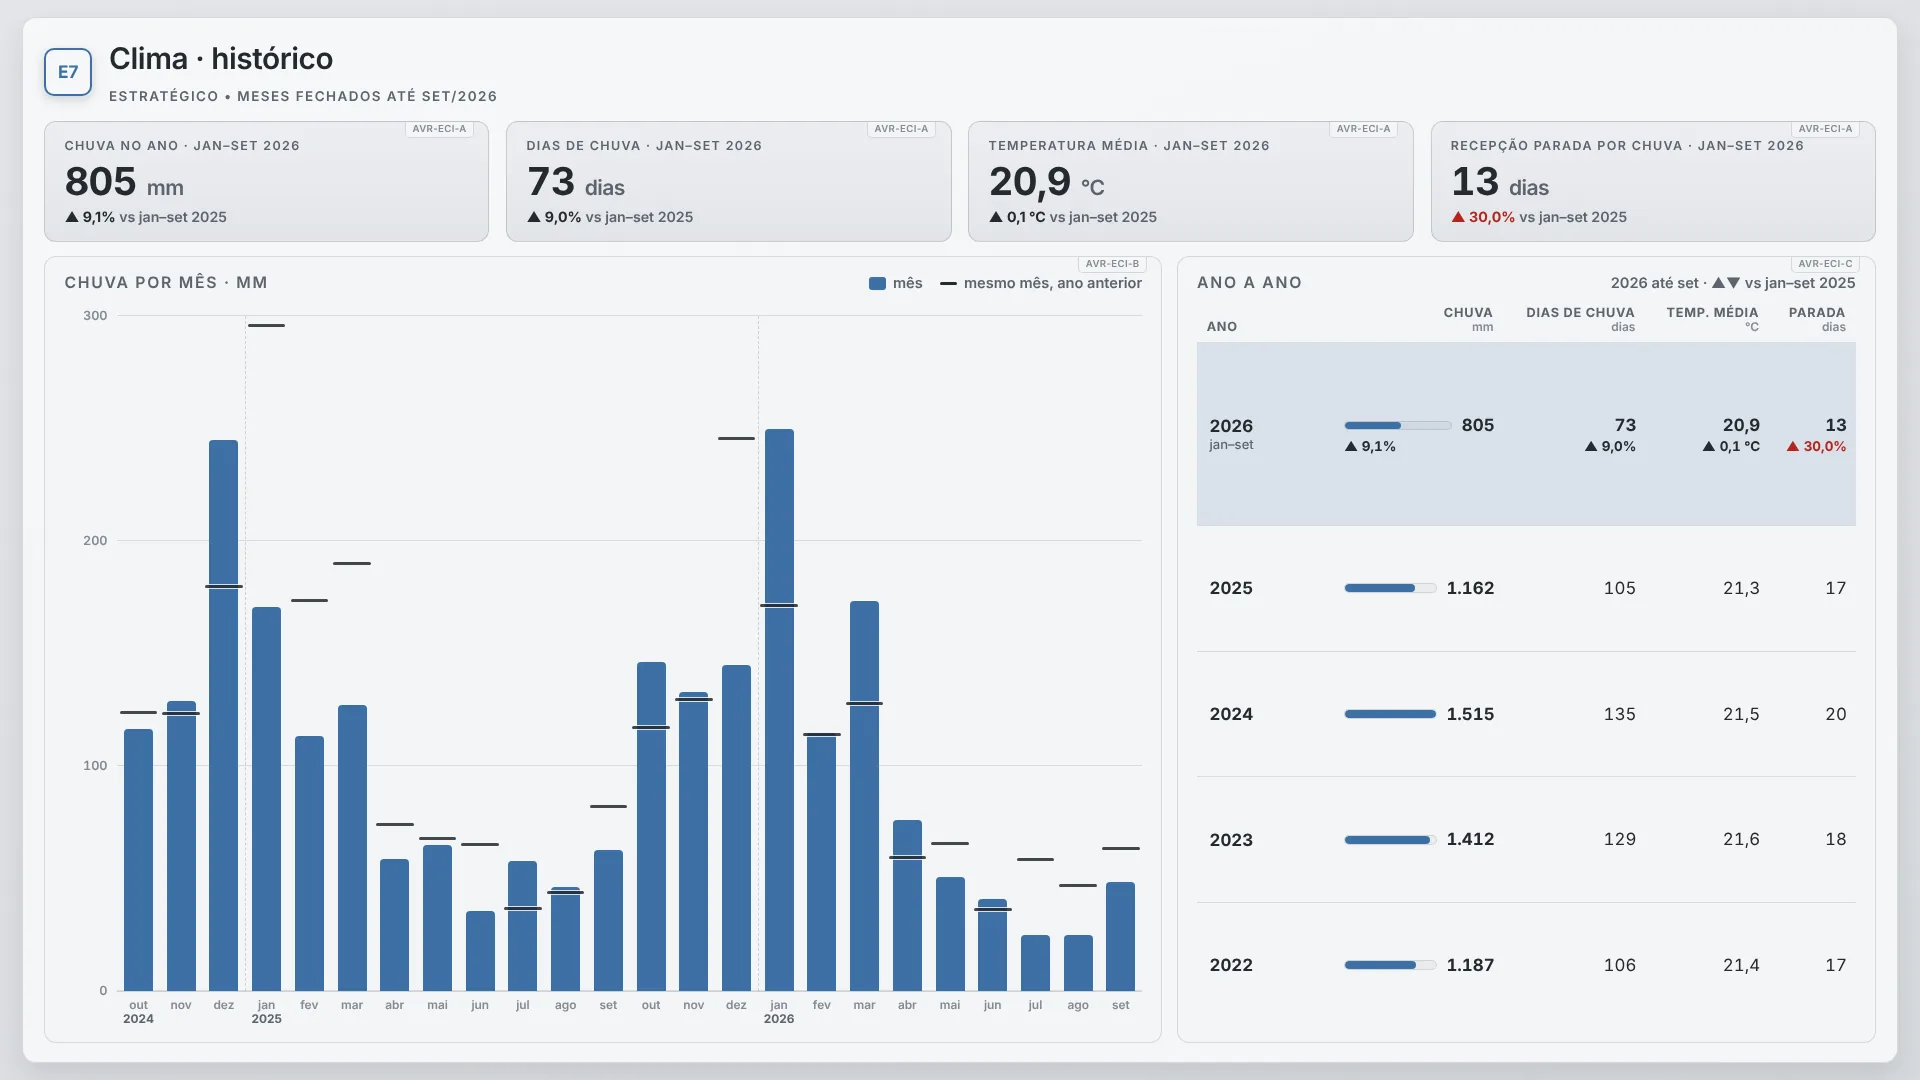 E7
Clima · histórico
ESTRATÉGICO • MESES FECHADOS ATÉ SET/2026
AVR-ECI-A
CHUVA NO ANO · JAN–SET 2026
805 mm
▲ 9,1% vs jan–set 2025
AVR-ECI-A
DIAS DE CHUVA · JAN–SET 2026
73 dias
▲ 9,0% vs jan–set 2025
AVR-ECI-A
TEMPERATURA MÉDIA · JAN–SET 2026
20,9 °C
▲ 0,1 °C vs jan–set 2025
AVR-ECI-A
RECEPÇÃO PARADA POR CHUVA · JAN–SET 2026
13 dias
▲ 30,0% vs jan–set 2025
AVR-ECI-B
CHUVA POR MÊS · MM
mês mesmo mês, ano anterior
300
200
100
0
out nov dez jan fev mar abr mai jun jul ago set out nov dez jan fev mar abr mai jun jul ago set
2024 2025 2026
AVR-ECI-C
ANO A ANO
2026 até set · ▲▼ vs jan–set 2025
ANO CHUVA DIAS DE CHUVA TEMP. MÉDIA PARADA
mm dias °C dias
2026 805 73 20,9 13
jan–set ▲ 9,1% ▲ 9,0% ▲ 0,1 °C ▲ 30,0%
2025 1.162 105 21,3 17
2024 1.515 135 21,5 20
2023 1.412 129 21,6 18
2022 1.187 106 21,4 17